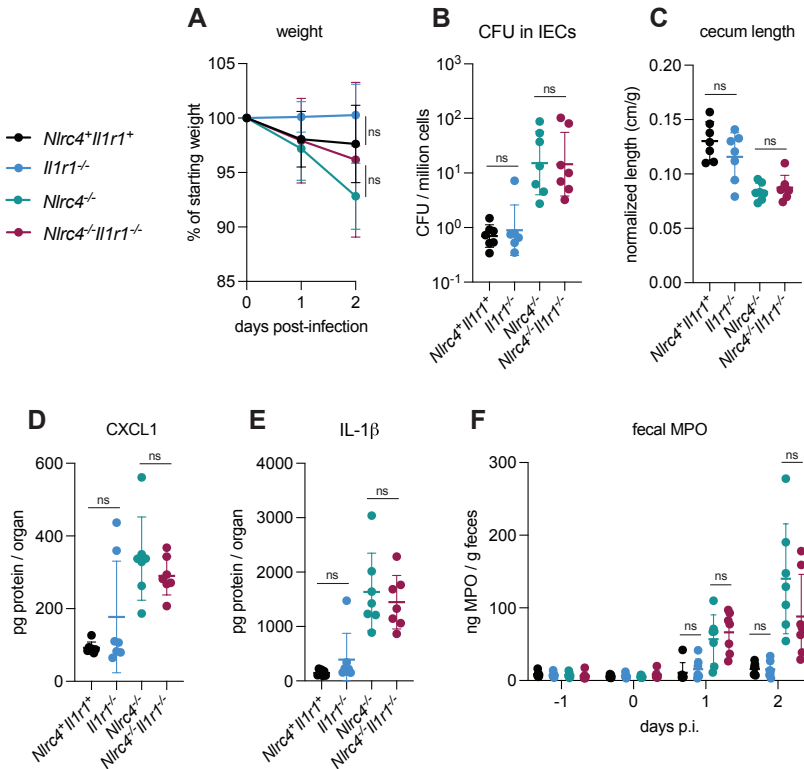 A
weight
% of starting weight
105
100
95
90
85
0 1 2
days post-infection
ns
ns
Nlrc4+Il1r1+
Il1r1-/-
Nlrc4-/-
Nlrc4-/-Il1r1-/-
B
CFU in IECs
CFU / million cells
10³
10²
10¹
10⁰
10⁻¹
ns
ns
Nlrc4+Il1r1+
Il1r1-/-
Nlrc4-/-
Nlrc4-/-Il1r1-/-
C
cecum length
normalized length (cm/g)
0.20
0.15
0.10
0.05
0.00
ns
ns
Nlrc4+Il1r1+
Il1r1-/-
Nlrc4-/-
Nlrc4-/-Il1r1-/-
D
CXCL1
pg protein / organ
600
400
200
0
ns
ns
Nlrc4+Il1r1+
Il1r1-/-
Nlrc4-/-
Nlrc4-/-Il1r1-/-
E
IL-1β
pg protein / organ
4000
3000
2000
1000
0
ns
ns
Nlrc4+Il1r1+
Il1r1-/-
Nlrc4-/-
Nlrc4-/-Il1r1-/-
F
fecal MPO
ng MPO / g feces
300
200
100
0
ns
ns
ns
ns
-1 0 1 2
days p.i.